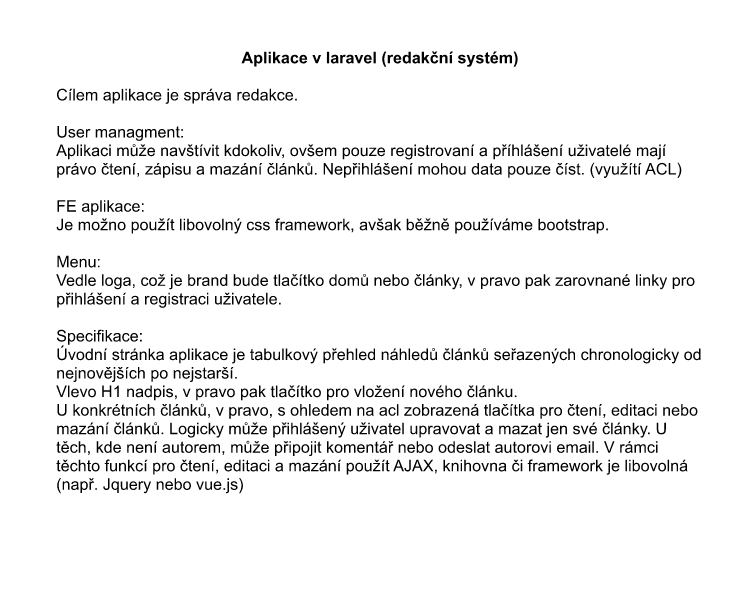 Aplikace v laravel (redakční systém)
Cílem aplikace je správa redakce.
User managment:
Aplikaci může navštívit kdokoliv, ovšem pouze registrovaní a příhlášení uživatelé mají
právo čtení, zápisu a mazání článků. Nepřihlášení mohou data pouze číst. (využítí ACL)
FE aplikace:
Je možno použít libovolný css framework, avšak běžně používáme bootstrap.
Menu:
Vedle loga, což je brand bude tlačítko domů nebo články, v pravo pak zarovnané linky pro
přihlášení a registraci uživatele.
Specifikace:
Úvodní stránka aplikace je tabulkový přehled náhledů článků seřazených chronologicky od
nejnovějších po nejstarší.
Vlevo H1 nadpis, v pravo pak tlačítko pro vložení nového článku.
U konkrétních článků, v pravo, s ohledem na acl zobrazená tlačítka pro čtení, editaci nebo
mazání článků. Logicky může přihlášený uživatel upravovat a mazat jen své články. U
těch, kde není autorem, může připojit komentář nebo odeslat autorovi email. V rámci
těchto funkcí pro čtení, editaci a mazání použít AJAX, knihovna či framework je libovolná
(např. Jquery nebo vue.js)